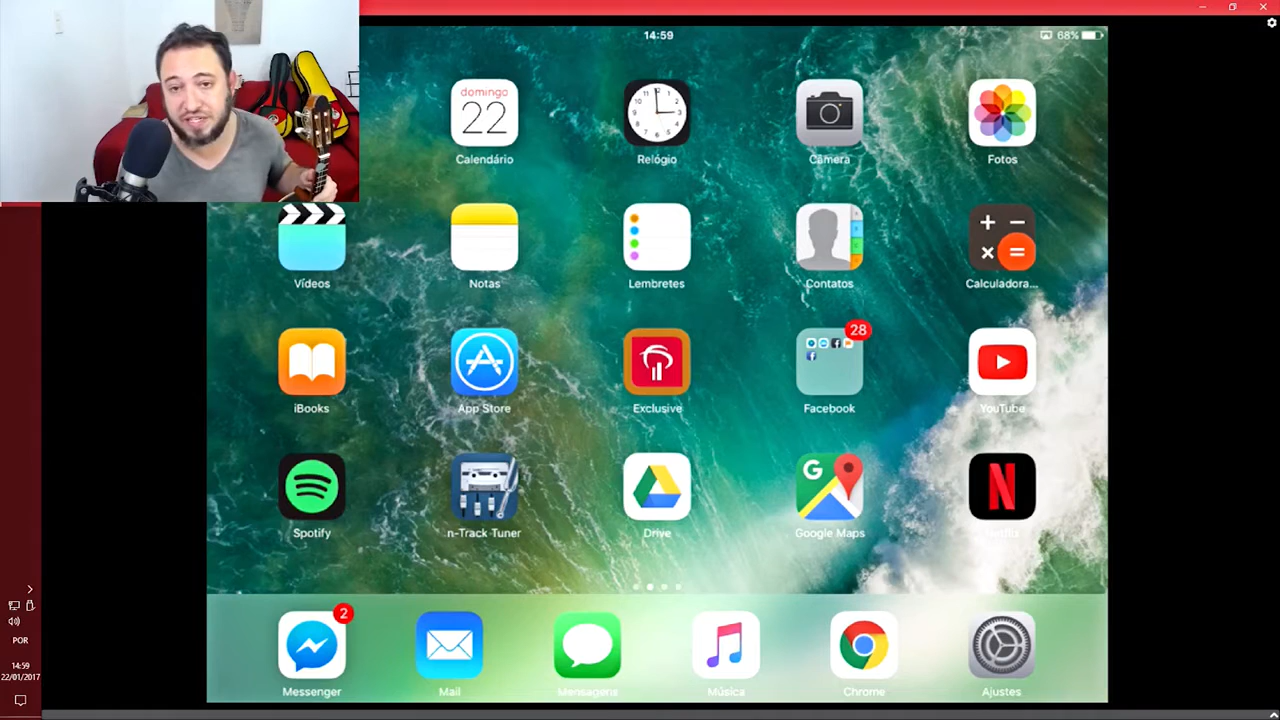 14:59
68%
domingo
22
Calendário
Relógio
Câmera
Fotos
Vídeos
Notas
Lembretes
Contatos
Calculadora...
28
iBooks
App Store
Exclusive
Facebook
YouTube
Spotify
n-Track Tuner
Drive
Google Maps
Netflix
2
Messenger
Mail
Mensagens
Música
Chrome
Ajustes
POR
14:59
22/01/2017